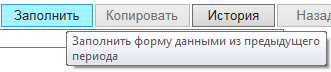 Заполнить Копировать История Назад
Заполнить форму данными из предыдущего
периода